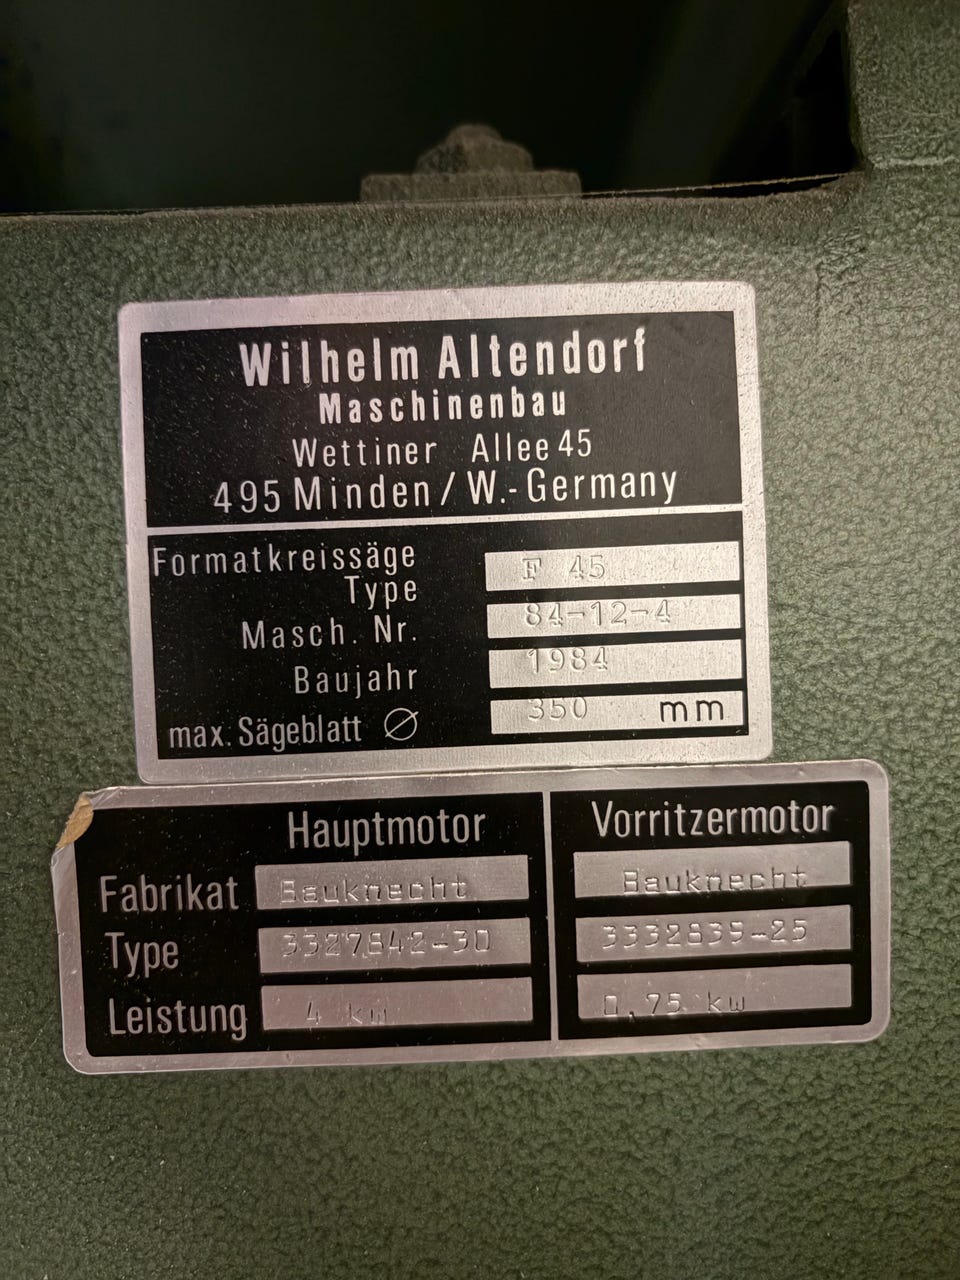 Wilhelm Altendorf
Maschinenbau
Wettiner Allee 45
495 Minden / W.-Germany
Formatkreissäge
Type F 45
Masch. Nr. 84-12-4
Baujahr 1984
max. Sägeblatt ∅ 350 mm
Hauptmotor Vorritzermotor
Fabrikat Bauknecht Bauknecht
Type 3327842-30 3332839-25
Leistung 4 kw 0,75 kw